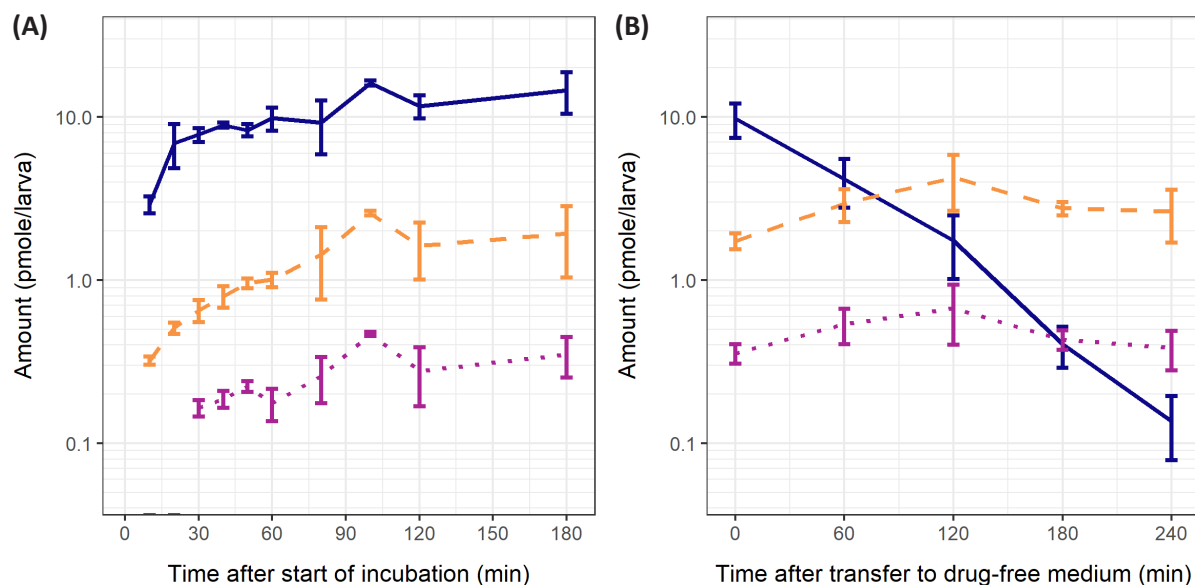 (A)
(B)
Amount (pmole/larva)
10.0
1.0
0.1
0 30 60 90 120 150 180
Time after start of incubation (min)
Amount (pmole/larva)
10.0
1.0
0.1
0 60 120 180 240
Time after transfer to drug-free medium (min)